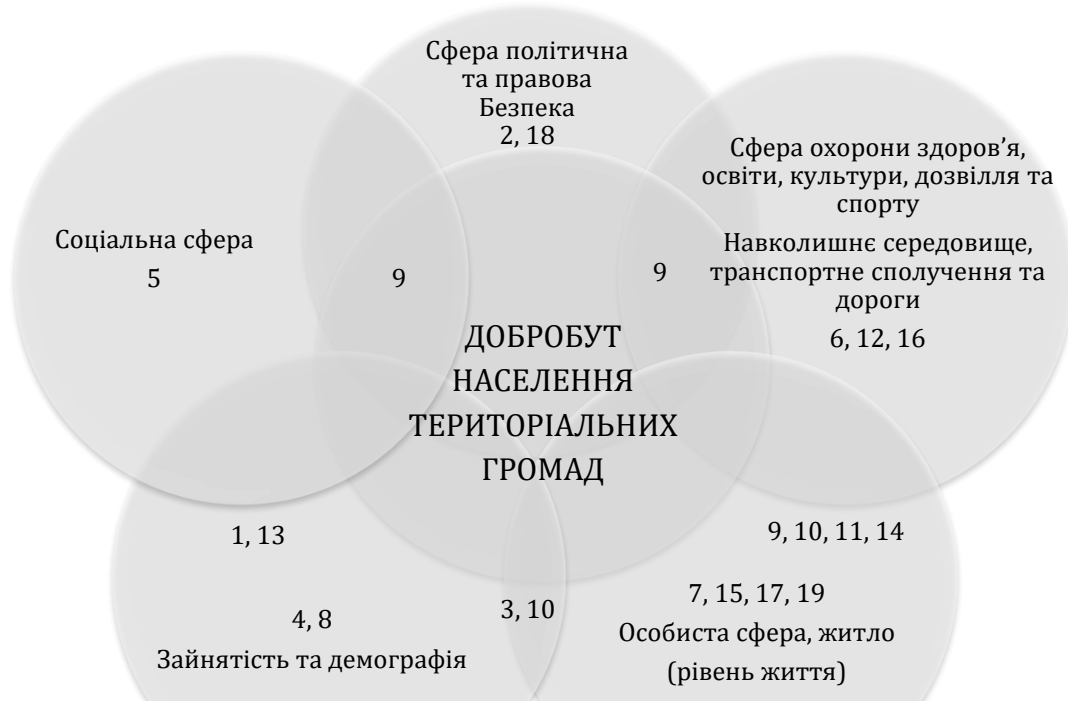 Сфера політична
та правова
Безпека
2, 18
Сфера охорони здоров’я,
освіти, культури, дозвілля та
спорту
Навколишнє середовище,
транспортне сполучення та
дороги
6, 12, 16
Соціальна сфера
5
9
9
ДОБРОБУТ
НАСЕЛЕННЯ
ТЕРИТОРІАЛЬНИХ
ГРОМАД
1, 13
4, 8
Зайнятість та демографія
3, 10
9, 10, 11, 14
7, 15, 17, 19
Особиста сфера, житло
(рівень життя)